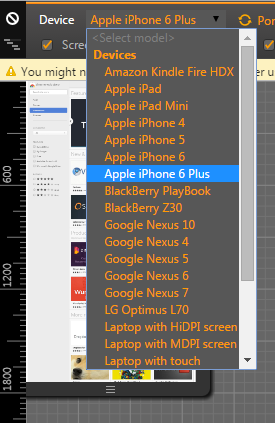 Device Apple iPhone 6 Plus Por
<Select model>
Devices
Amazon Kindle Fire HDX
Apple iPad
Apple iPad Mini
Apple iPhone 4
Apple iPhone 5
Apple iPhone 6
Apple iPhone 6 Plus
BlackBerry PlayBook
BlackBerry Z30
Google Nexus 10
Google Nexus 4
Google Nexus 5
Google Nexus 6
Google Nexus 7
LG Optimus L70
Laptop with HiDPI screen
Laptop with MDPI screen
Laptop with touch
Scree
You might n
er u
600
1200
1800